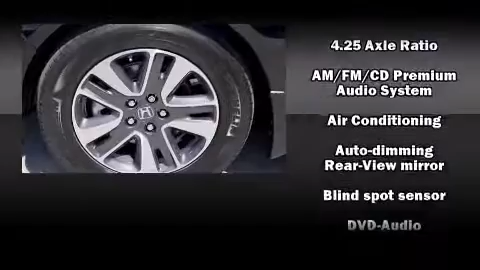 4.25 Axle Ratio
AM/FM/CD Premium
Audio System
Air Conditioning
Auto-dimming
Rear-View mirror
Blind spot sensor
DVD-Audio